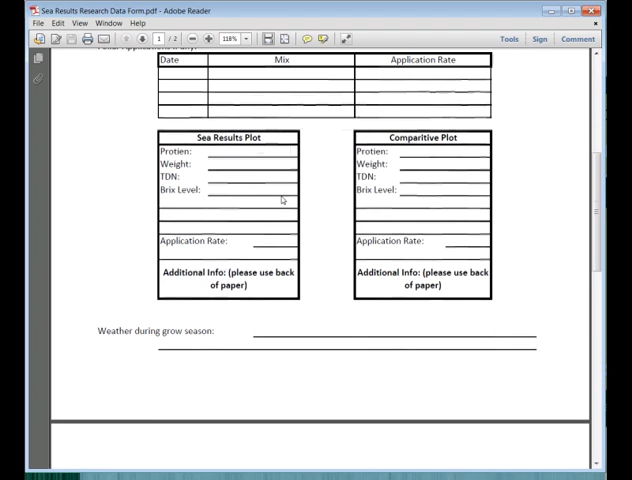 Sea Results Research Data Form.pdf - Adobe Reader
File Edit View Window Help
1 / 2 118% Tools Sign Comment
Date Mix Application Rate
Sea Results Plot
Protien:
Weight:
TDN:
Brix Level:
Application Rate:
Additional Info: (please use back
of paper)
Comparitive Plot
Protien:
Weight:
TDN:
Brix Level:
Application Rate:
Additional Info: (please use back
of paper)
Weather during grow season: